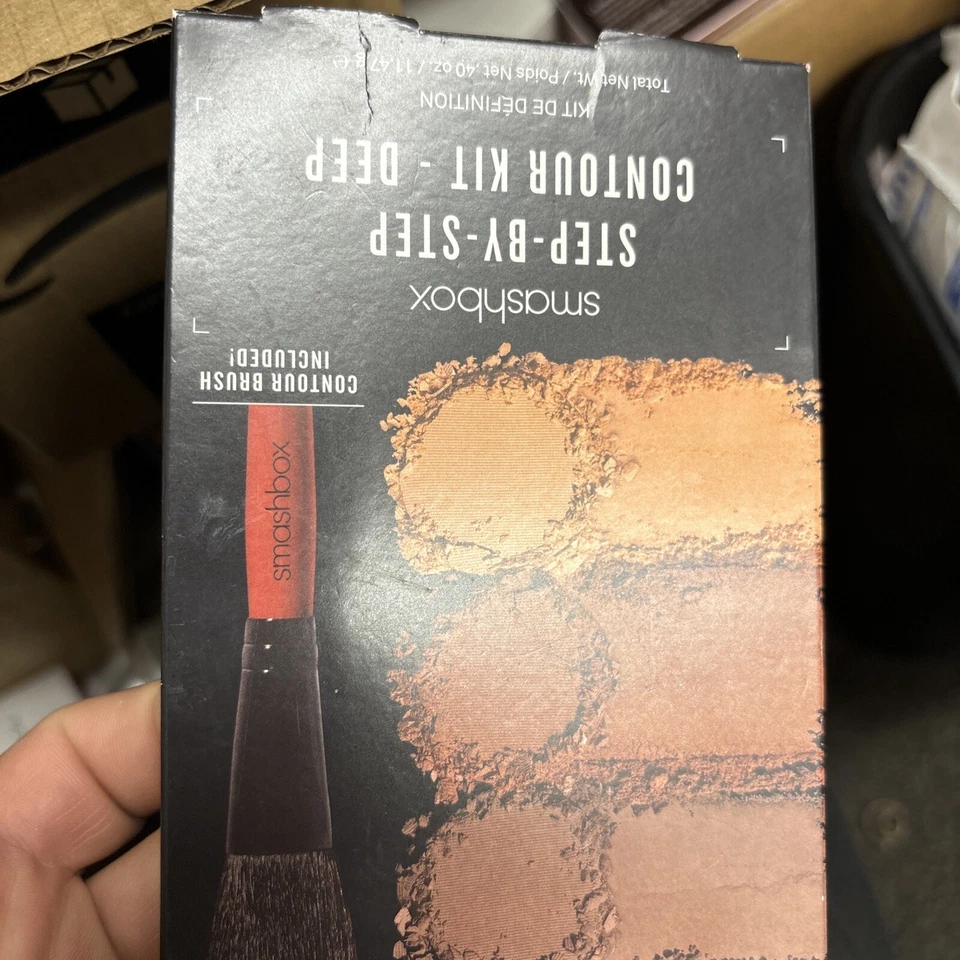 smashbox
STEP-BY-STEP
CONTOUR KIT - DEEP
KIT DE DÉFINITION
Total Net Wt. / Poids Net .40 oz. / 11.47g ℮
CONTOUR BRUSH
INCLUDED!
smashbox